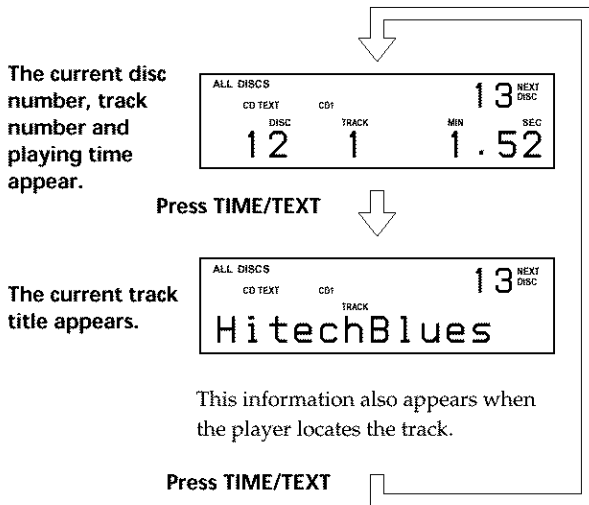 The current disc
number, track
number and
playing time
appear.
ALL DISCS
CD TEXT CD1 13 NEXT DISC
DISC TRACK MIN SEC
12 1 1.52
Press TIME/TEXT
The current track
title appears.
ALL DISCS
CD TEXT CD1 13 NEXT DISC
TRACK
HitechBlues
This information also appears when
the player locates the track.
Press TIME/TEXT